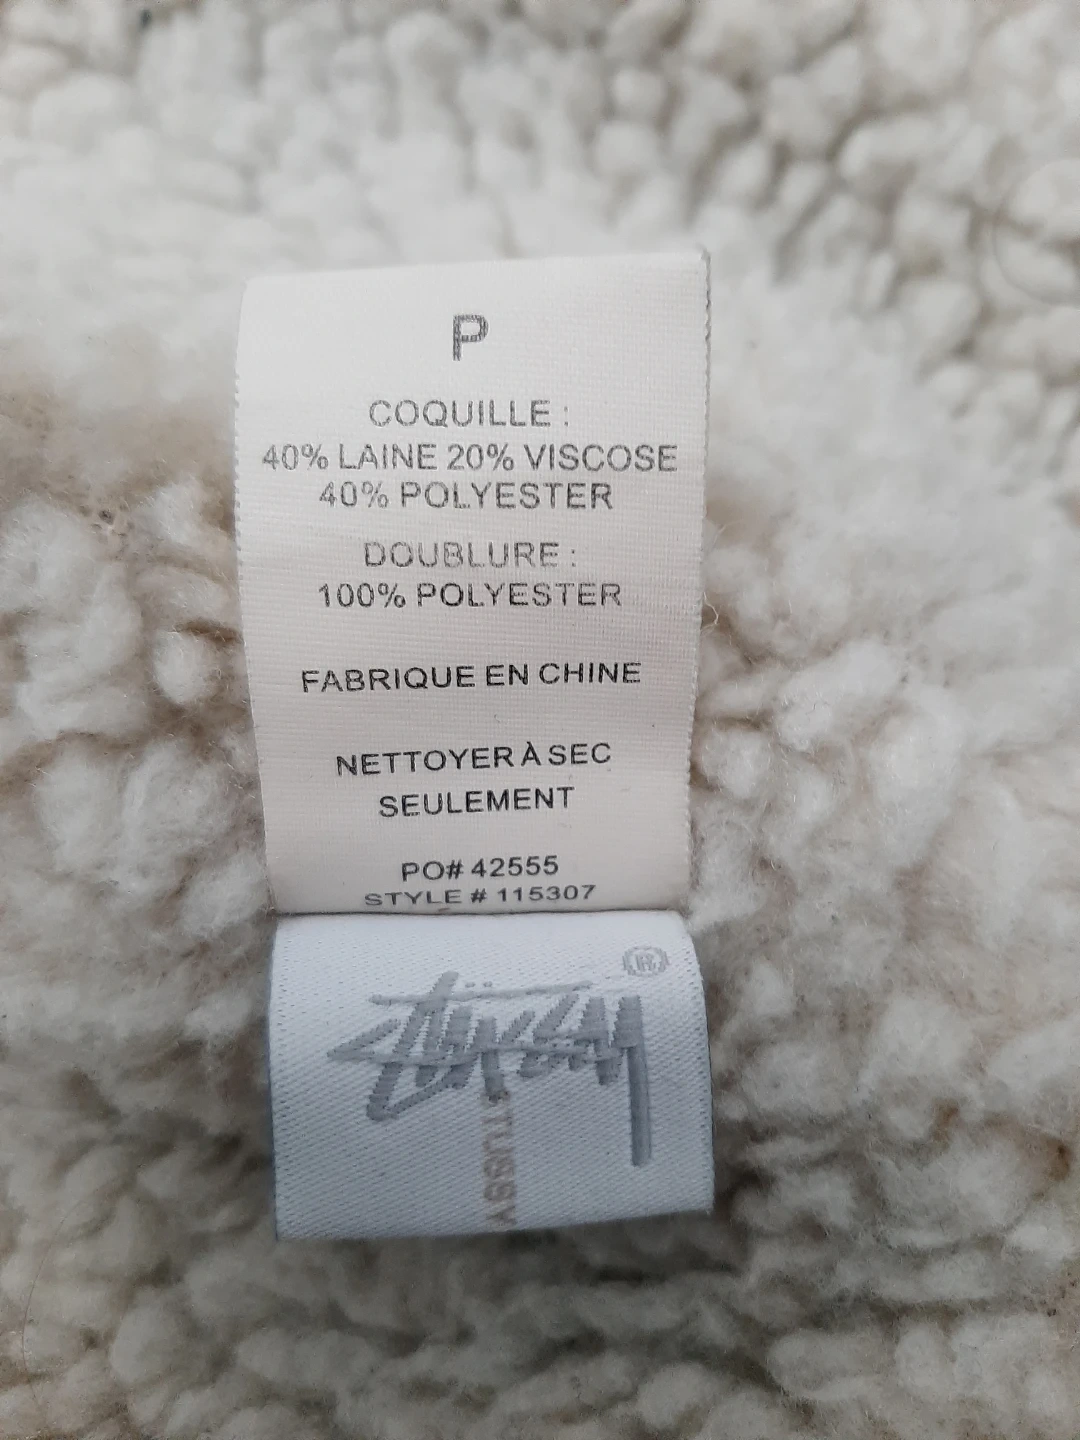 P
COQUILLE :
40% LAINE 20% VISCOSE
40% POLYESTER
DOUBLURE :
100% POLYESTER
FABRIQUE EN CHINE
NETTOYER À SEC
SEULEMENT
PO# 42555
STYLE # 115307
®
Stüssy
STUSSY